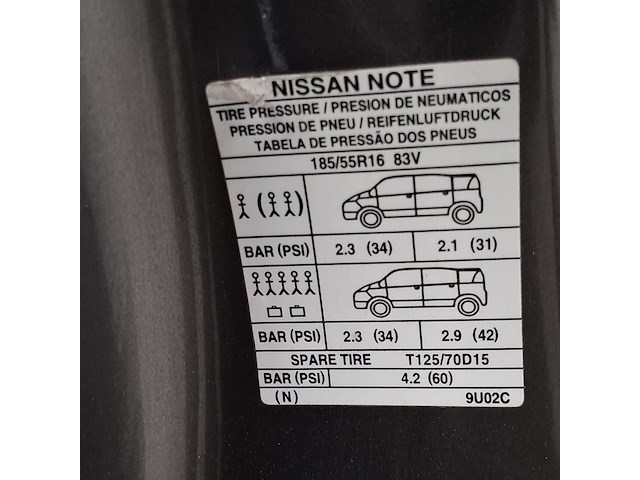 NISSAN NOTE
TIRE PRESSURE / PRESION DE NEUMATICOS
PRESSION DE PNEU / REIFENLUFTDRUCK
TABELA DE PRESSÃO DOS PNEUS
185/55R16 83V
BAR (PSI) 2.3 (34) 2.1 (31)
BAR (PSI) 2.3 (34) 2.9 (42)
SPARE TIRE T125/70D15
BAR (PSI) 4.2 (60)
(N) 9U02C